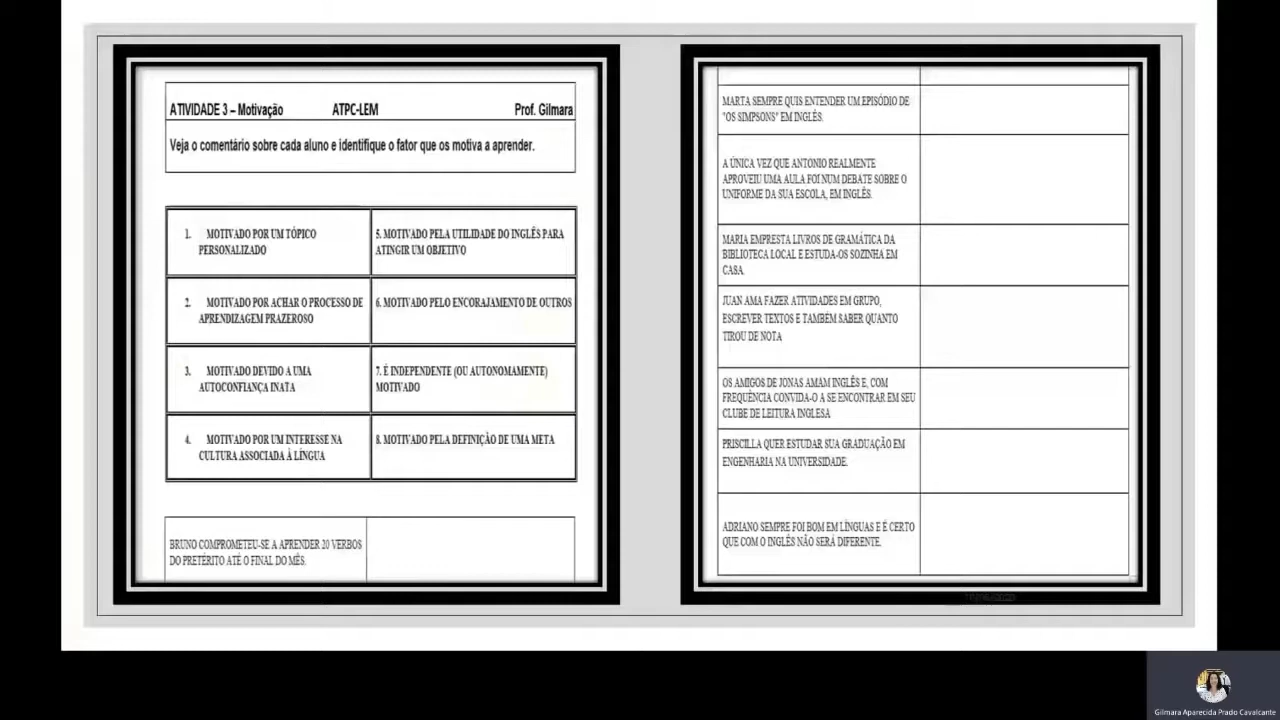 ATIVIDADE 3 – Motivação ATPC-LEM Prof. Gilmara
Veja o comentário sobre cada aluno e identifique o fator que os motiva a aprender.
1. MOTIVADO POR UM TÓPICO
PERSONALIZADO
5. MOTIVADO PELA UTILIDADE DO INGLÊS PARA
ATINGIR UM OBJETIVO
2. MOTIVADO POR ACHAR O PROCESSO DE
APRENDIZAGEM PRAZEROSO
6. MOTIVADO PELO ENCORAJAMENTO DE OUTROS
3. MOTIVADO DEVIDO A UMA
AUTOCONFIANÇA INATA
7. É INDEPENDENTE (OU AUTONOMAMENTE)
MOTIVADO
4. MOTIVADO POR UM INTERESSE NA
CULTURA ASSOCIADA À LÍNGUA
8. MOTIVADO PELA DEFINIÇÃO DE UMA META
BRUNO COMPROMETEU-SE A APRENDER 20 VERBOS
DO PRETÉRITO ATÉ O FINAL DO MÊS.
MARTA SEMPRE QUIS ENTENDER UM EPISÓDIO DE
"OS SIMPSONS" EM INGLÊS.
A ÚNICA VEZ QUE ANTONIO REALMENTE
APROVEIU UMA AULA FOI NUM DEBATE SOBRE O
UNIFORME DA SUA ESCOLA, EM INGLÊS.
MARIA EMPRESTA LIVROS DE GRAMÁTICA DA
BIBLIOTECA LOCAL E ESTUDA-OS SOZINHA EM
CASA.
JUAN AMA FAZER ATIVIDADES EM GRUPO,
ESCREVER TEXTOS E TAMBÉM SABER QUANTO
TIROU DE NOTA
OS AMIGOS DE JONAS AMAM INGLÊS E, COM
FREQUÊNCIA CONVIDA-O A SE ENCONTRAR EM SEU
CLUBE DE LEITURA INGLESA
PRISCILLA QUER ESTUDAR SUA GRADUAÇÃO EM
ENGENHARIA NA UNIVERSIDADE.
ADRIANO SEMPRE FOI BOM EM LÍNGUAS E É CERTO
QUE COM O INGLÊS NÃO SERÁ DIFERENTE.
Gilmara Aparecida Prado Cavalcante